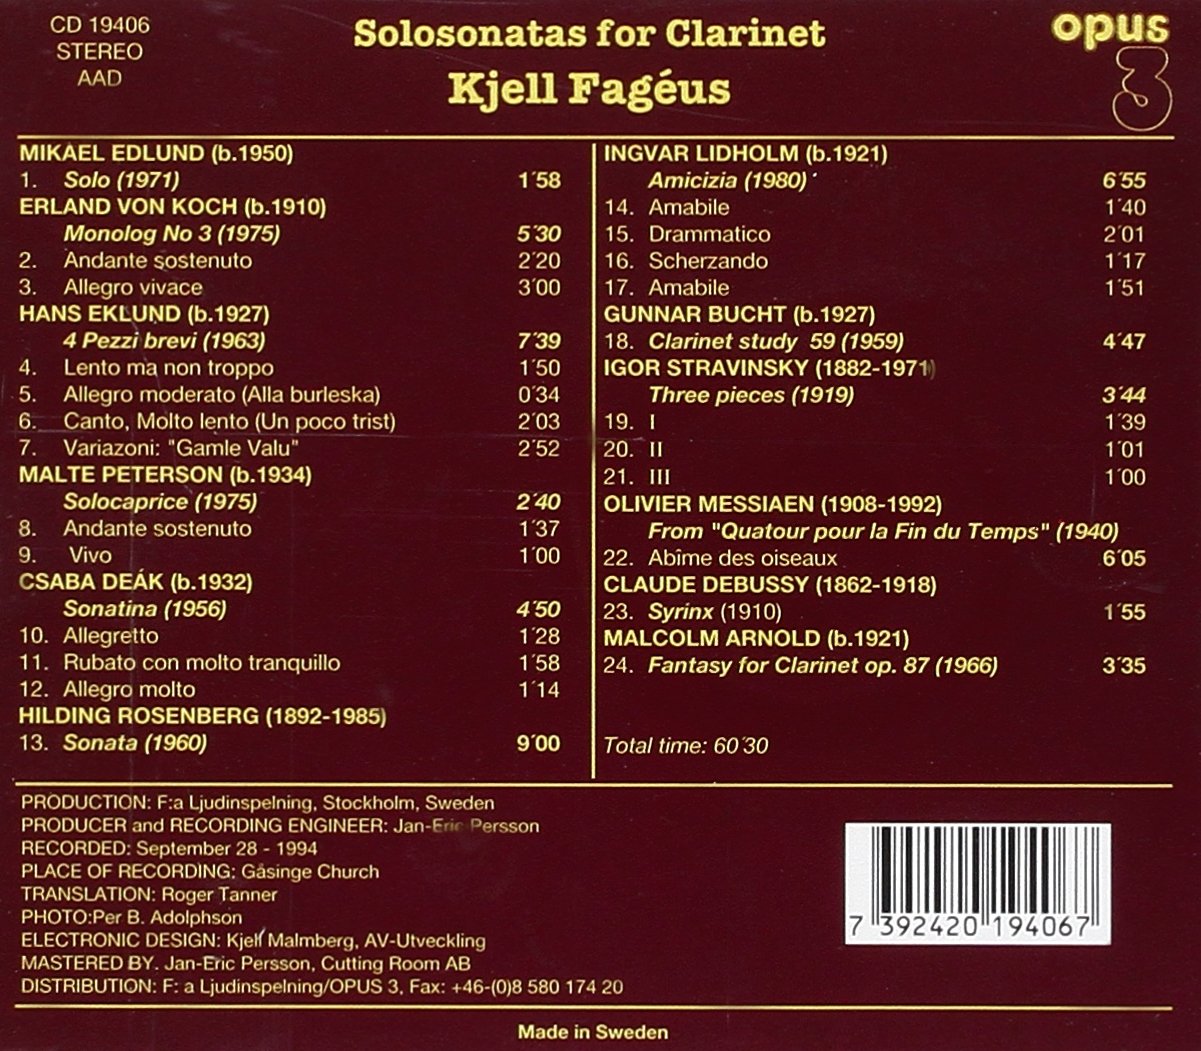 CD 19406
STEREO
AAD
Solosonatas for Clarinet
Kjell Fagéus
opus
3
MIKAEL EDLUND (b.1950)
1. Solo (1971) 1´58
ERLAND VON KOCH (b.1910)
Monolog No 3 (1975) 5´30
2. Andante sostenuto 2´20
3. Allegro vivace 3´00
HANS EKLUND (b.1927)
4 Pezzi brevi (1963) 7´39
4. Lento ma non troppo 1´50
5. Allegro moderato (Alla burleska) 0´34
6. Canto, Molto lento (Un poco trist) 2´03
7. Variazoni: "Gamle Valu" 2´52
MALTE PETERSON (b.1934)
Solocaprice (1975) 2´40
8. Andante sostenuto 1´37
9. Vivo 1´00
CSABA DEÁK (b.1932)
Sonatina (1956) 4´50
10. Allegretto 1´28
11. Rubato con molto tranquillo 1´58
12. Allegro molto 1´14
HILDING ROSENBERG (1892-1985)
13. Sonata (1960) 9´00
INGVAR LIDHOLM (b.1921)
Amicizia (1980) 6´55
14. Amabile 1´40
15. Drammatico 2´01
16. Scherzando 1´17
17. Amabile 1´51
GUNNAR BUCHT (b.1927)
18. Clarinet study 59 (1959) 4´47
IGOR STRAVINSKY (1882-1971)
Three pieces (1919) 3´44
19. I 1´39
20. II 1´01
21. III 1´00
OLIVIER MESSIAEN (1908-1992)
From "Quatour pour la Fin du Temps" (1940)
22. Abîme des oiseaux 6´05
CLAUDE DEBUSSY (1862-1918)
23. Syrinx (1910) 1´55
MALCOLM ARNOLD (b.1921)
24. Fantasy for Clarinet op. 87 (1966) 3´35
Total time: 60´30
PRODUCTION: F:a Ljudinspelning, Stockholm, Sweden
PRODUCER and RECORDING ENGINEER: Jan-Eric Persson
RECORDED: September 28 - 1994
PLACE OF RECORDING: Gåsinge Church
TRANSLATION: Roger Tanner
PHOTO:Per B. Adolphson
ELECTRONIC DESIGN: Kjell Malmberg, AV-Utveckling
MASTERED BY. Jan-Eric Persson, Cutting Room AB
DISTRIBUTION: F: a Ljudinspelning/OPUS 3, Fax: +46-(0)8 580 174 20
7 392420 194067
Made in Sweden